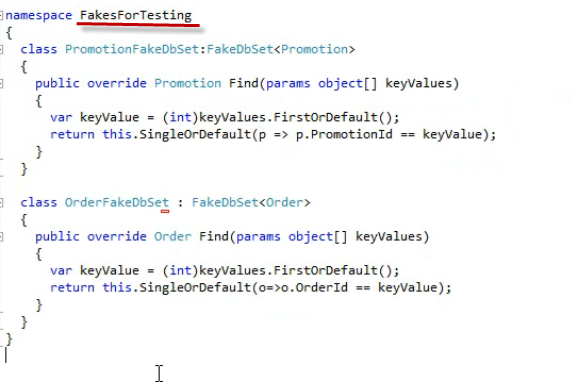 namespace FakesForTesting
{
class PromotionFakeDbSet:FakeDbSet<Promotion>
{
public override Promotion Find(params object[] keyValues)
{
var keyValue = (int)keyValues.FirstOrDefault();
return this.SingleOrDefault(p => p.PromotionId == keyValue);
}
}
class OrderFakeDbSet : FakeDbSet<Order>
{
public override Order Find(params object[] keyValues)
{
var keyValue = (int)keyValues.FirstOrDefault();
return this.SingleOrDefault(o=>o.OrderId == keyValue);
}
}
}